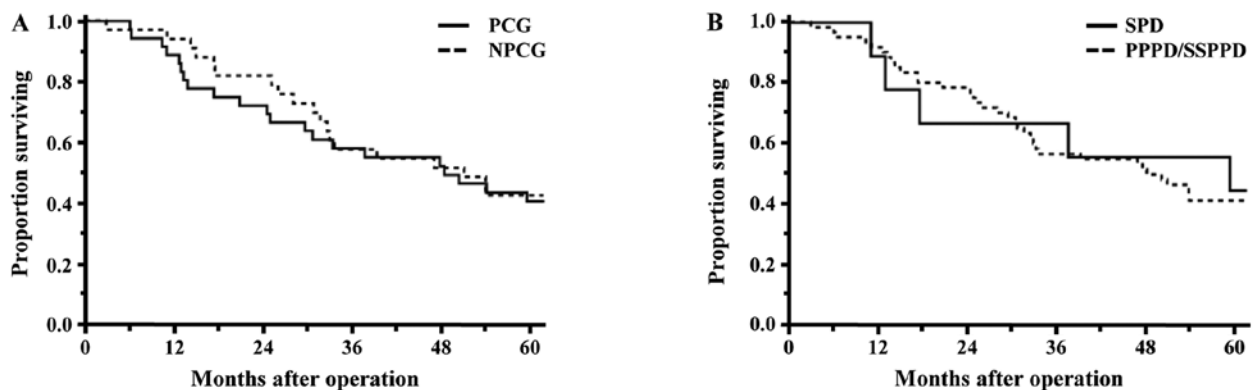 A
PCG
NPCG
Proportion surviving
1.0
0.8
0.6
0.4
0.2
0.0
0 12 24 36 48 60
Months after operation
B
SPD
PPPD/SSPPD
Proportion surviving
1.0
0.8
0.6
0.4
0.2
0.0
0 12 24 36 48 60
Months after operation